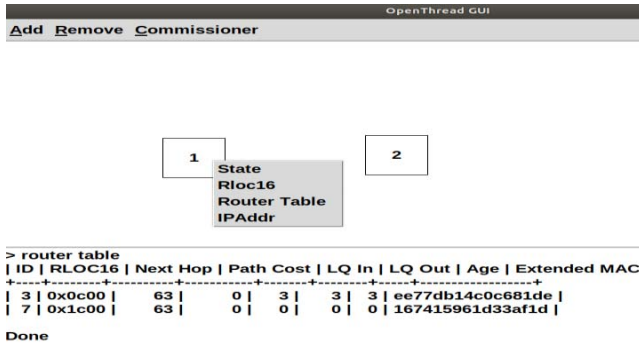 OpenThread GUI
Add Remove Commissioner
1
2
State
Rloc16
Router Table
IPAddr
> router table
| ID | RLOC16 | Next Hop | Path Cost | LQ In | LQ Out | Age | Extended MAC
+----+--------+----------+-----------+-------+--------+-----+------------------+
| 3 | 0x0c00 | 63 | 0 | 3 | 3 | 3 | ee77db14c0c681de |
| 7 | 0x1c00 | 63 | 0 | 0 | 0 | 0 | 167415961d33af1d |
Done